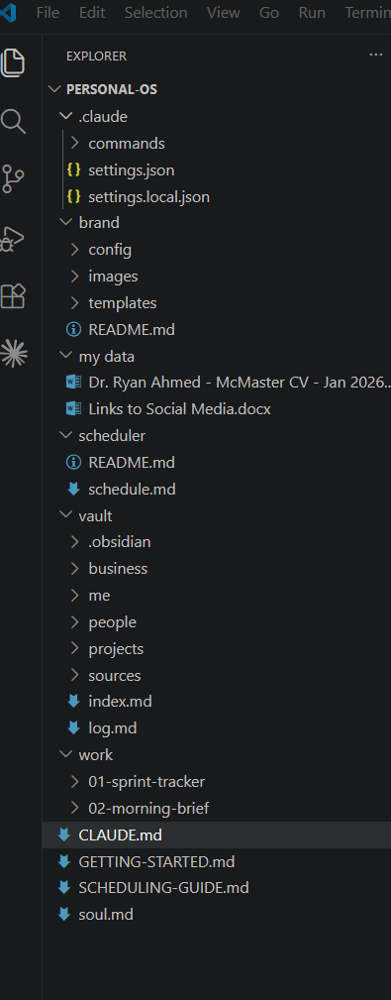 File Edit Selection View Go Run Termin
EXPLORER ···
PERSONAL-OS
.claude
commands
{} settings.json
{} settings.local.json
brand
config
images
templates
README.md
my data
Dr. Ryan Ahmed - McMaster CV - Jan 2026...
Links to Social Media.docx
scheduler
README.md
schedule.md
vault
.obsidian
business
me
people
projects
sources
index.md
log.md
work
01-sprint-tracker
02-morning-brief
CLAUDE.md
GETTING-STARTED.md
SCHEDULING-GUIDE.md
soul.md